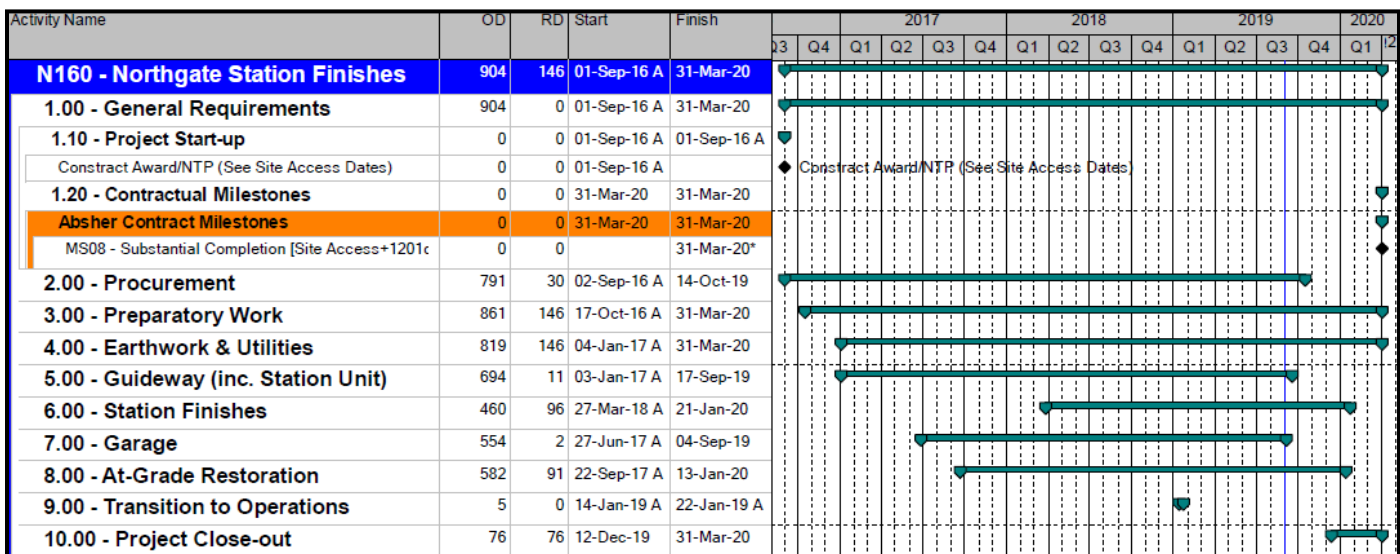 Activity Name OD RD Start Finish 2017 2018 2019 2020
Q3 Q4 Q1 Q2 Q3 Q4 Q1 Q2 Q3 Q4 Q1 Q2 Q3 Q4 Q1
N160 - Northgate Station Finishes 904 146 01-Sep-16 A 31-Mar-20
1.00 - General Requirements 904 0 01-Sep-16 A 31-Mar-20
1.10 - Project Start-up 0 0 01-Sep-16 A 01-Sep-16 A
Constract Award/NTP (See Site Access Dates) 0 0 01-Sep-16 A Constract Award/NTP (See Site Access Dates)
1.20 - Contractual Milestones 0 0 31-Mar-20 31-Mar-20
Absher Contract Milestones 0 0 31-Mar-20 31-Mar-20
MS08 - Substantial Completion [Site Access+1201c 0 0 31-Mar-20*
2.00 - Procurement 791 30 02-Sep-16 A 14-Oct-19
3.00 - Preparatory Work 861 146 17-Oct-16 A 31-Mar-20
4.00 - Earthwork & Utilities 819 146 04-Jan-17 A 31-Mar-20
5.00 - Guideway (inc. Station Unit) 694 11 03-Jan-17 A 17-Sep-19
6.00 - Station Finishes 460 96 27-Mar-18 A 21-Jan-20
7.00 - Garage 554 2 27-Jun-17 A 04-Sep-19
8.00 - At-Grade Restoration 582 91 22-Sep-17 A 13-Jan-20
9.00 - Transition to Operations 5 0 14-Jan-19 A 22-Jan-19 A
10.00 - Project Close-out 76 76 12-Dec-19 31-Mar-20